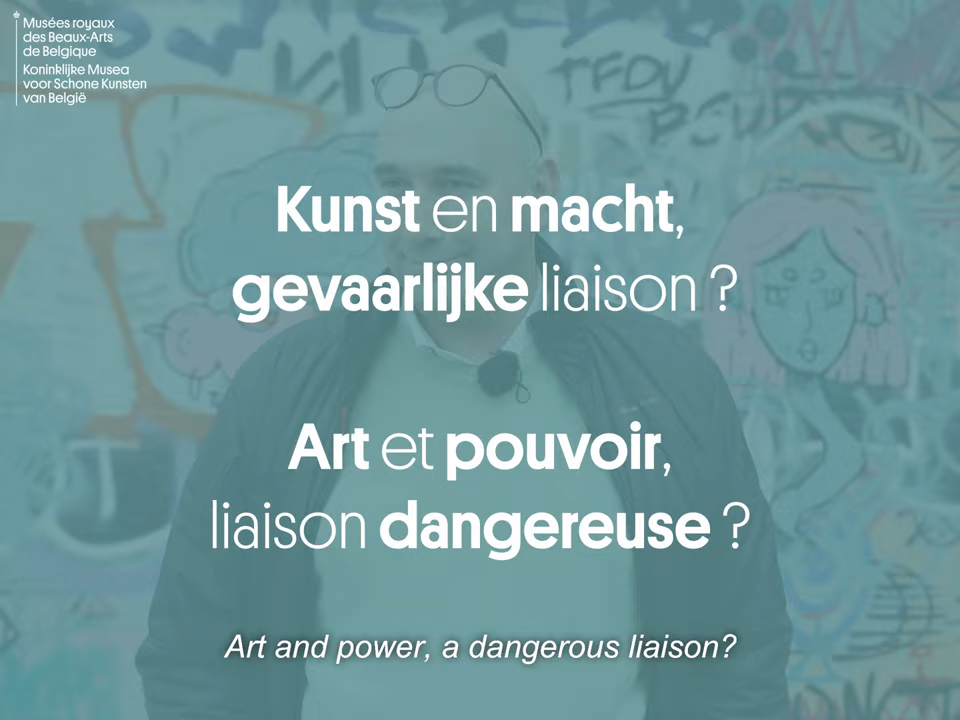 Musées royaux
des Beaux-Arts
de Belgique
Koninklijke Musea
voor Schone Kunsten
van België
TFDV
Kunst en macht,
gevaarlijke liaison ?
Art et pouvoir,
liaison dangereuse ?
Art and power, a dangerous liaison?